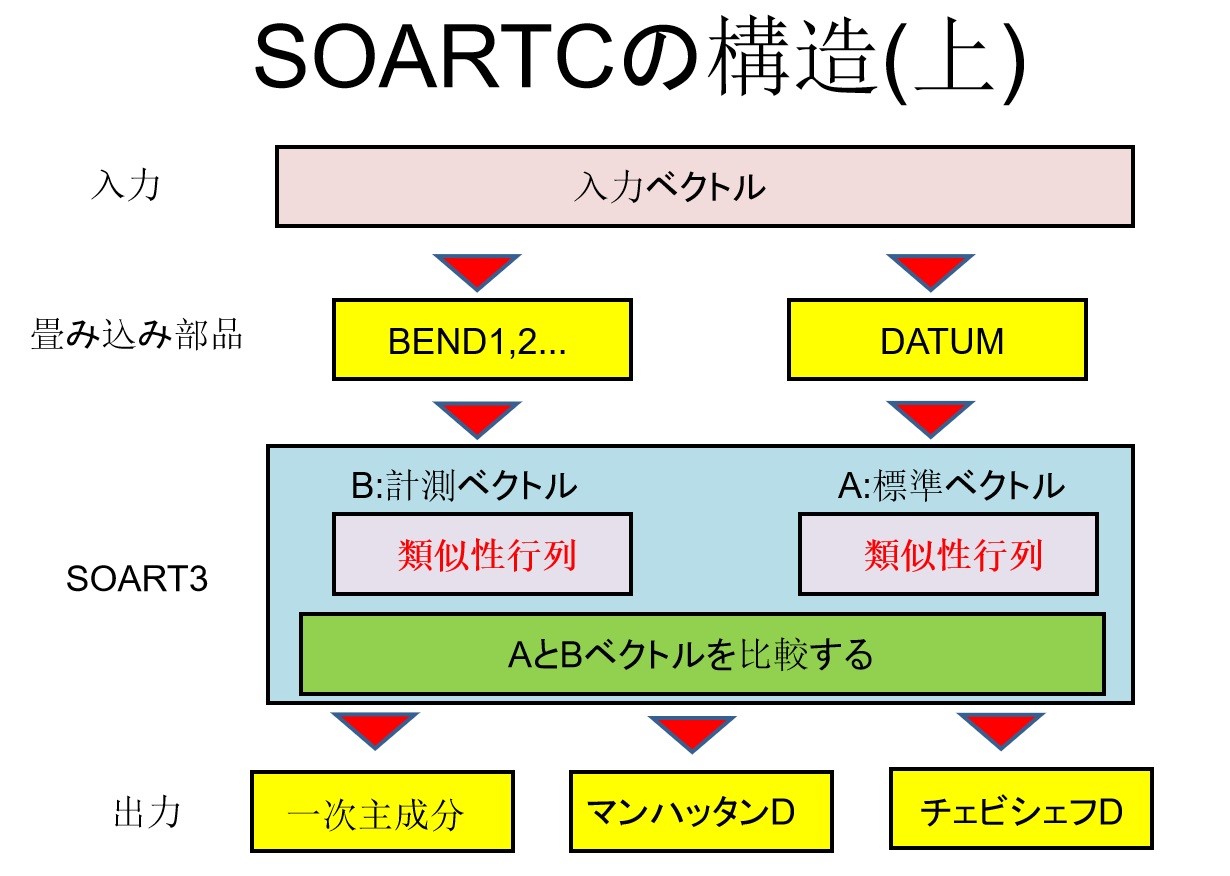 SOARTCの構造(上)
入力
入力ベクトル
畳み込み部品
BEND1,2...
DATUM
B:計測ベクトル
A:標準ベクトル
類似性行列
類似性行列
SOART3
AとBベクトルを比較する
出力
一次主成分
マンハッタンD
チェビシェフD